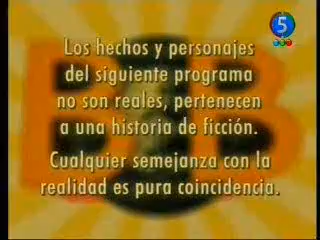 5
Los hechos y personajes
del siguiente programa
no son reales, pertenecen
a una historia de ficción.
Cualquier semejanza con la
realidad es pura coincidencia.